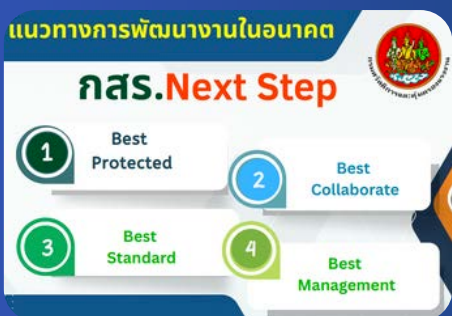 แนวทางการพัฒนางานในอนาคต
กสร.Next Step
1
Best
Protected
2
Best
Collaborate
3
Best
Standard
4
Best
Management